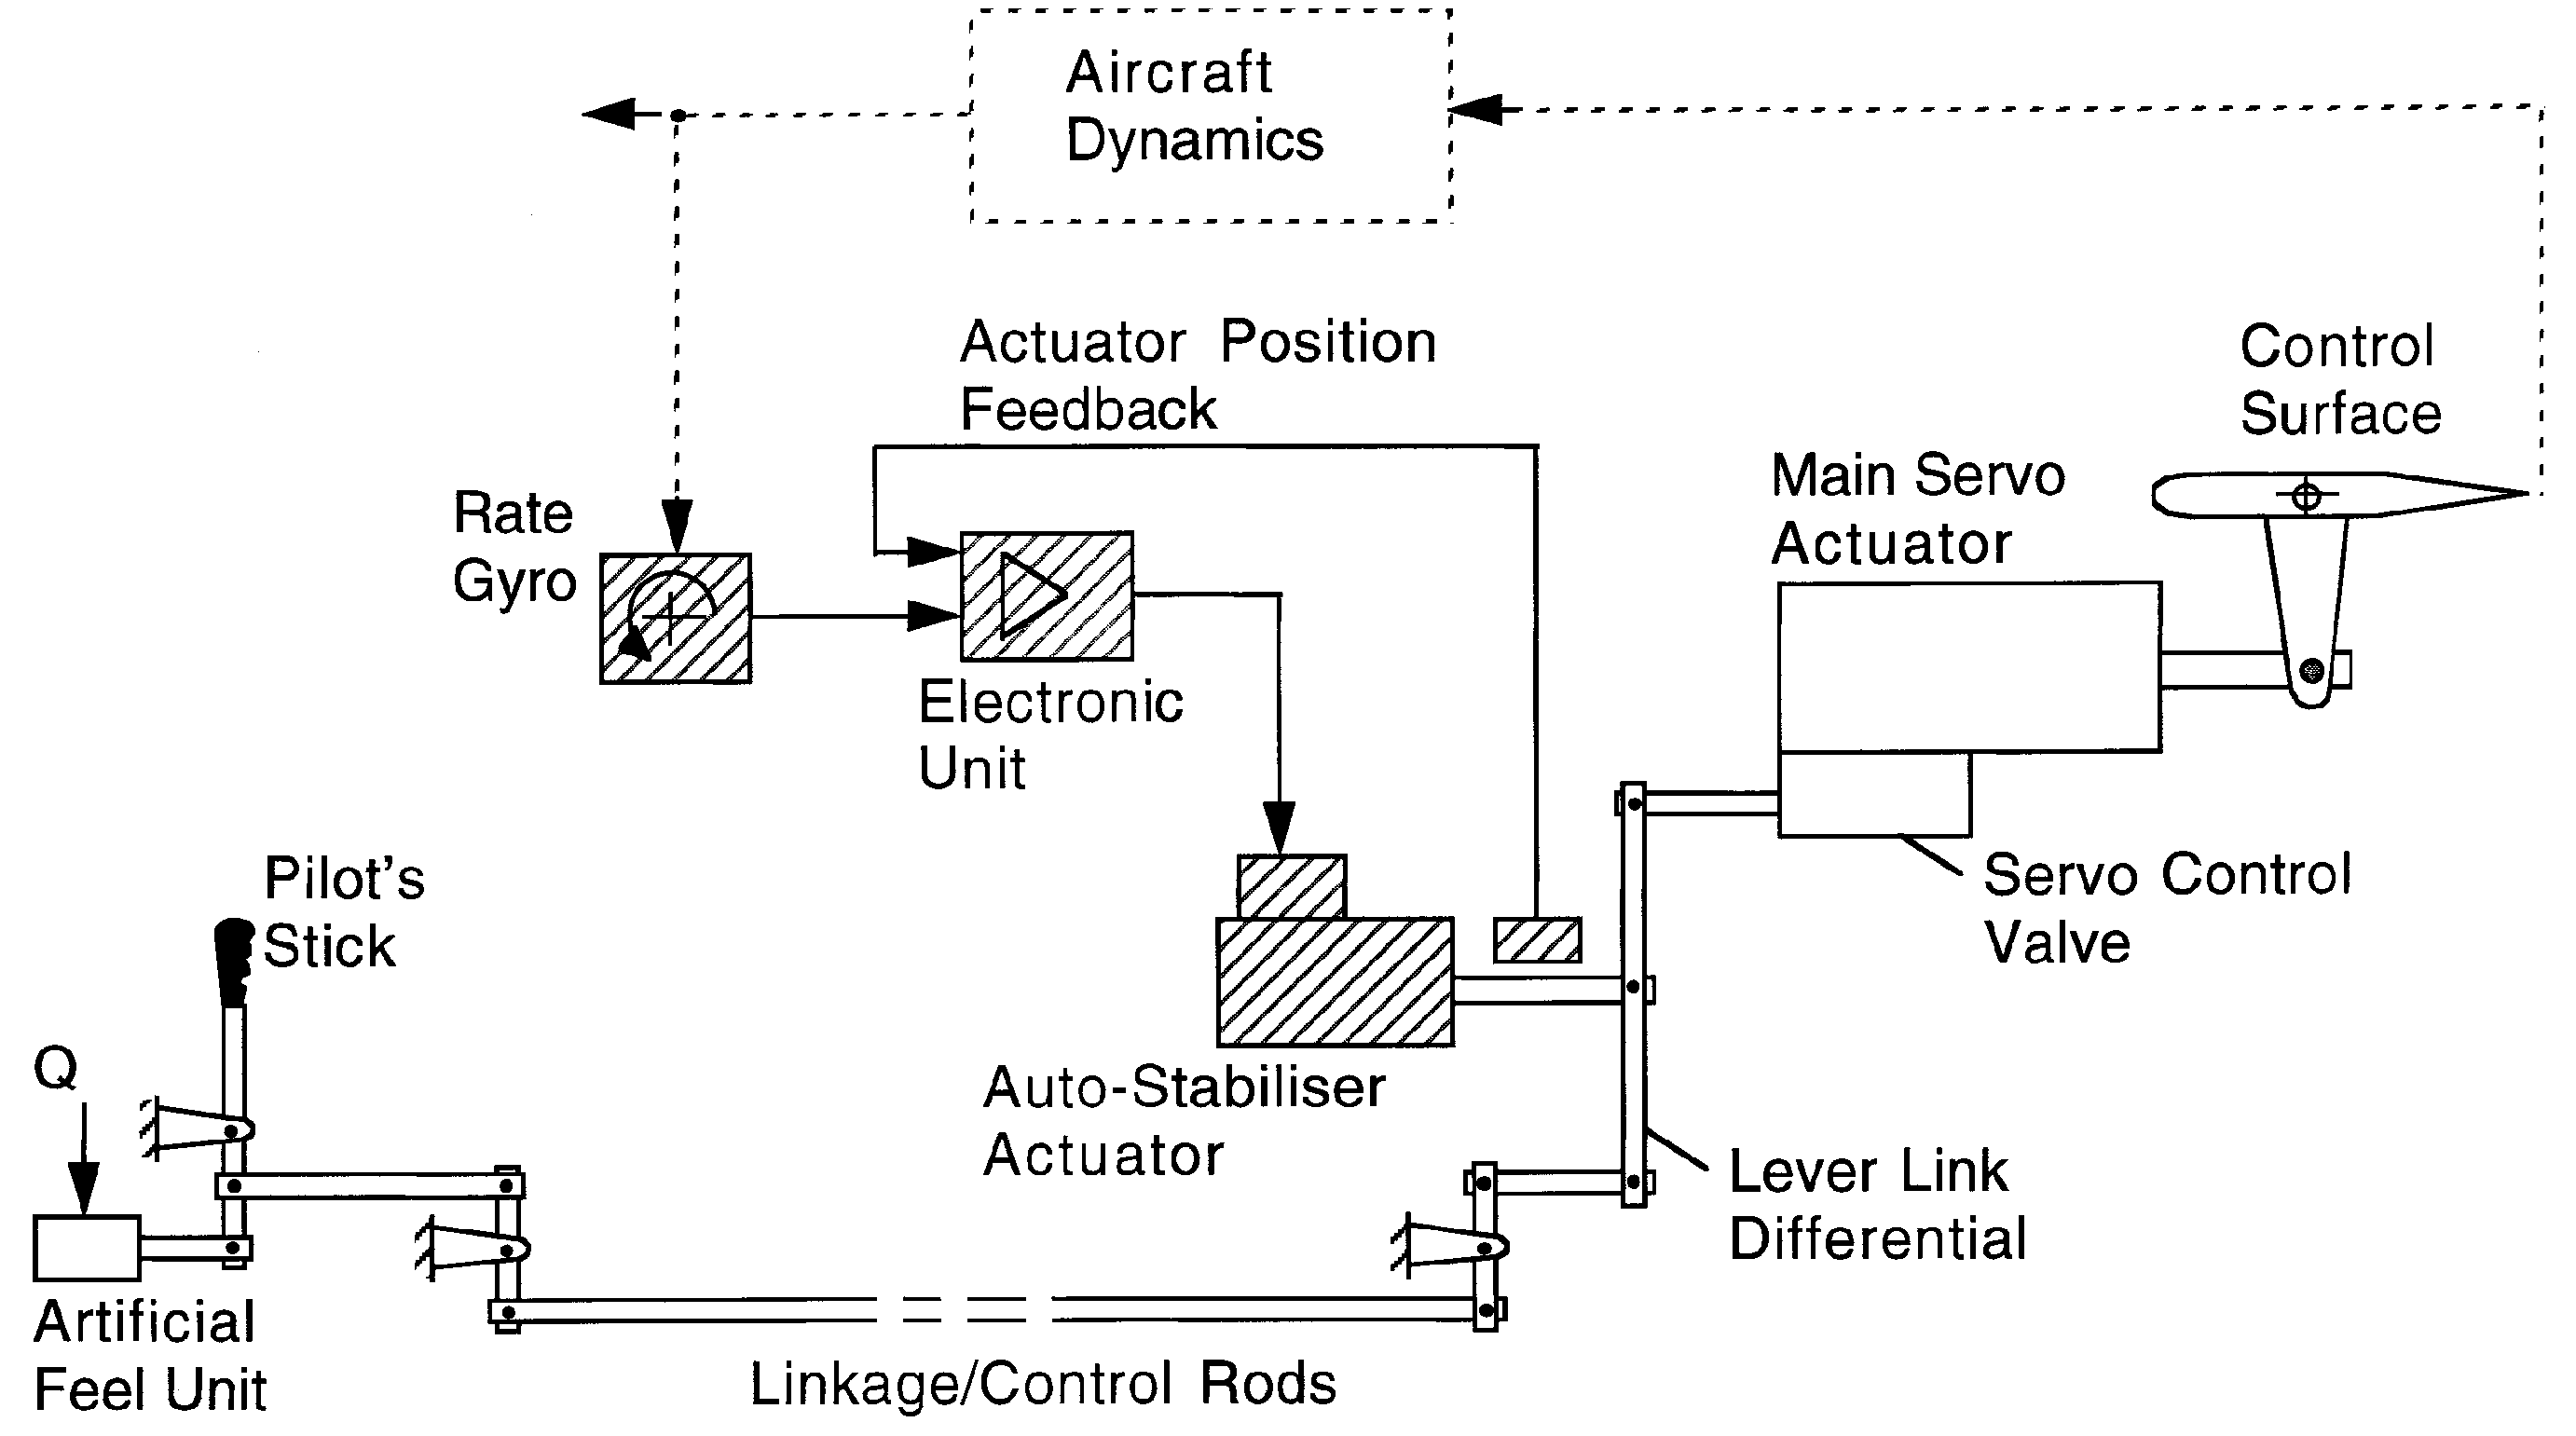 Aircraft
Dynamics
Actuator Position
Feedback
Control
Surface
Main Servo
Actuator
Rate
Gyro
Electronic
Unit
Servo Control
Valve
Pilot's
Stick
Q
Auto-Stabiliser
Actuator
Lever Link
Differential
Artificial
Feel Unit
Linkage/Control Rods